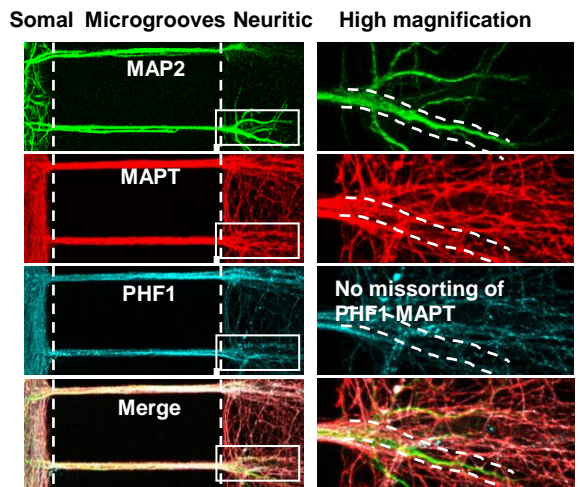 Somal Microgrooves Neuritic
High magnification
MAP2
MAPT
PHF1
No missorting of
PHF1 MAPT
Merge